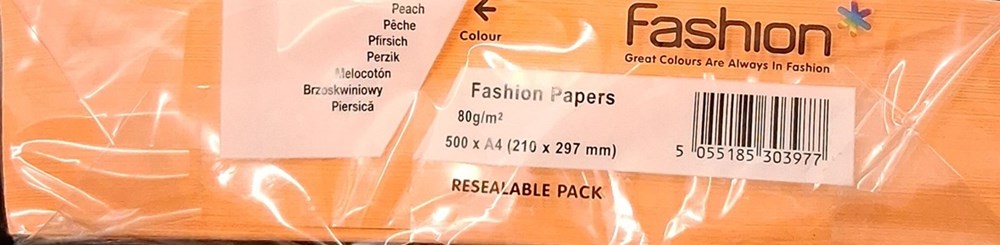 Peach
Pêche
Pfirsich
Perzik
Melocotón
Brzoskwiniowy
Piersică
Colour
Fashion
Great Colours Are Always In Fashion
Fashion Papers
80g/m²
500 x A4 (210 x 297 mm)
5 055185 303977
RESEALABLE PACK